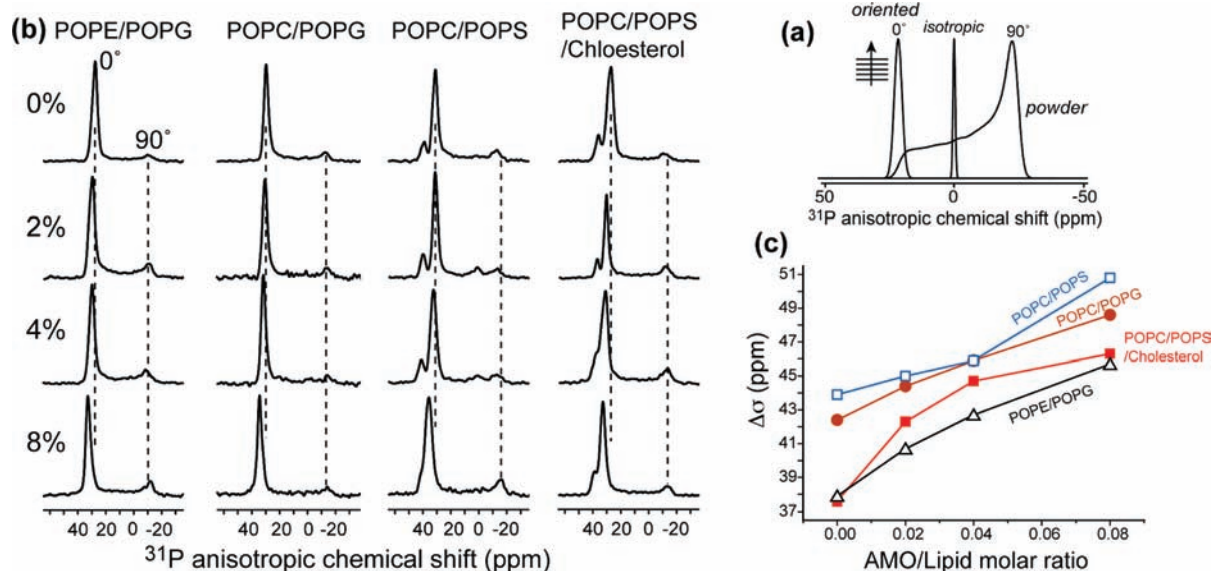 (b)
POPE/POPG
POPC/POPG
POPC/POPS
POPC/POPS
/Chloesterol
0°
90°
0%
2%
4%
8%
40 20 0 -20
40 20 0 -20
40 20 0 -20
40 20 0 -20
³¹P anisotropic chemical shift (ppm)
(a)
oriented
0°
isotropic
90°
powder
50 0 -50
³¹P anisotropic chemical shift (ppm)
(c)
51
49
47
45
43
41
39
37
Δσ (ppm)
POPC/POPS
POPC/POPG
POPC/POPS
/Cholesterol
POPE/POPG
0.00 0.02 0.04 0.06 0.08
AMO/Lipid molar ratio